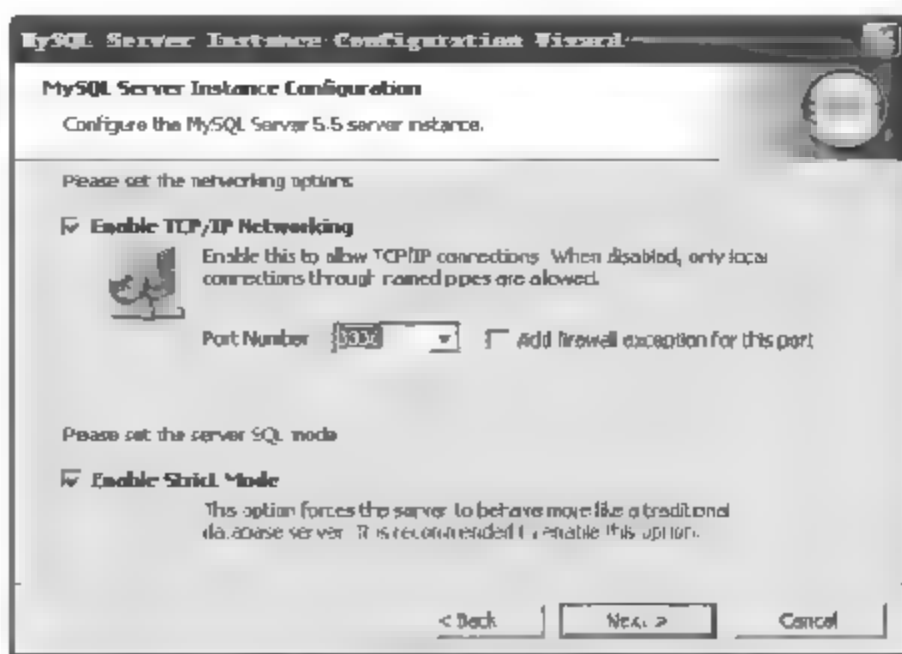 MySQL Server Instance Configuration Wizard
MySQL Server Instance Configuration
Configure the MySQL Server 5.5 server instance.
Please set the networking options
Enable TCP/IP Networking
Enable this to allow TCP/IP connections. When disabled, only local
connections through named pipes are allowed.
Port Number
Add firewall exception for this port
Please set the server SQL mode
Enable Strict Mode
This option forces the server to behave more like a traditional
database server. It is recommended to enable this option.
< Back
Next >
Cancel